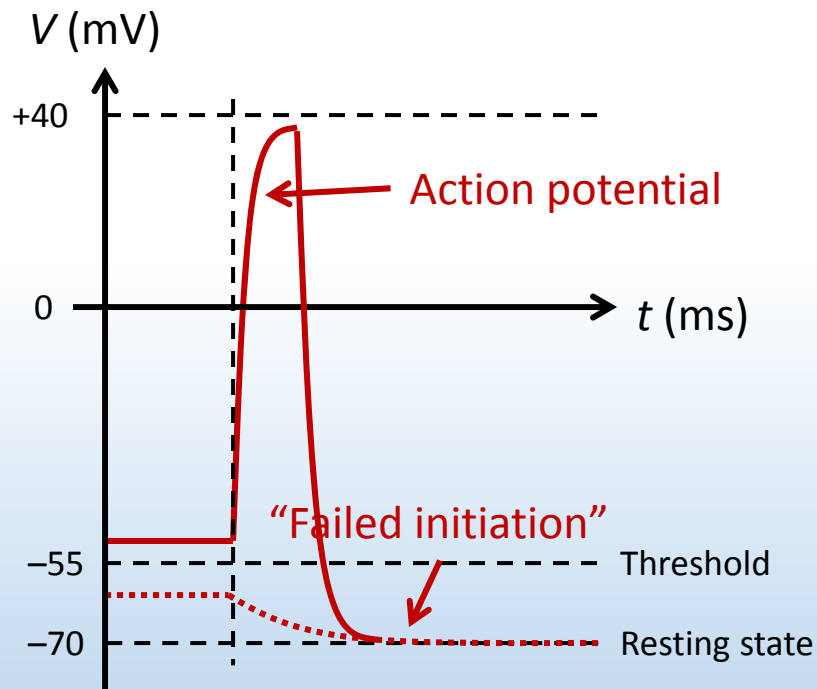 V (mV)
+40
Action potential
0
t (ms)
“Failed initiation”
–55
Threshold
–70
Resting state